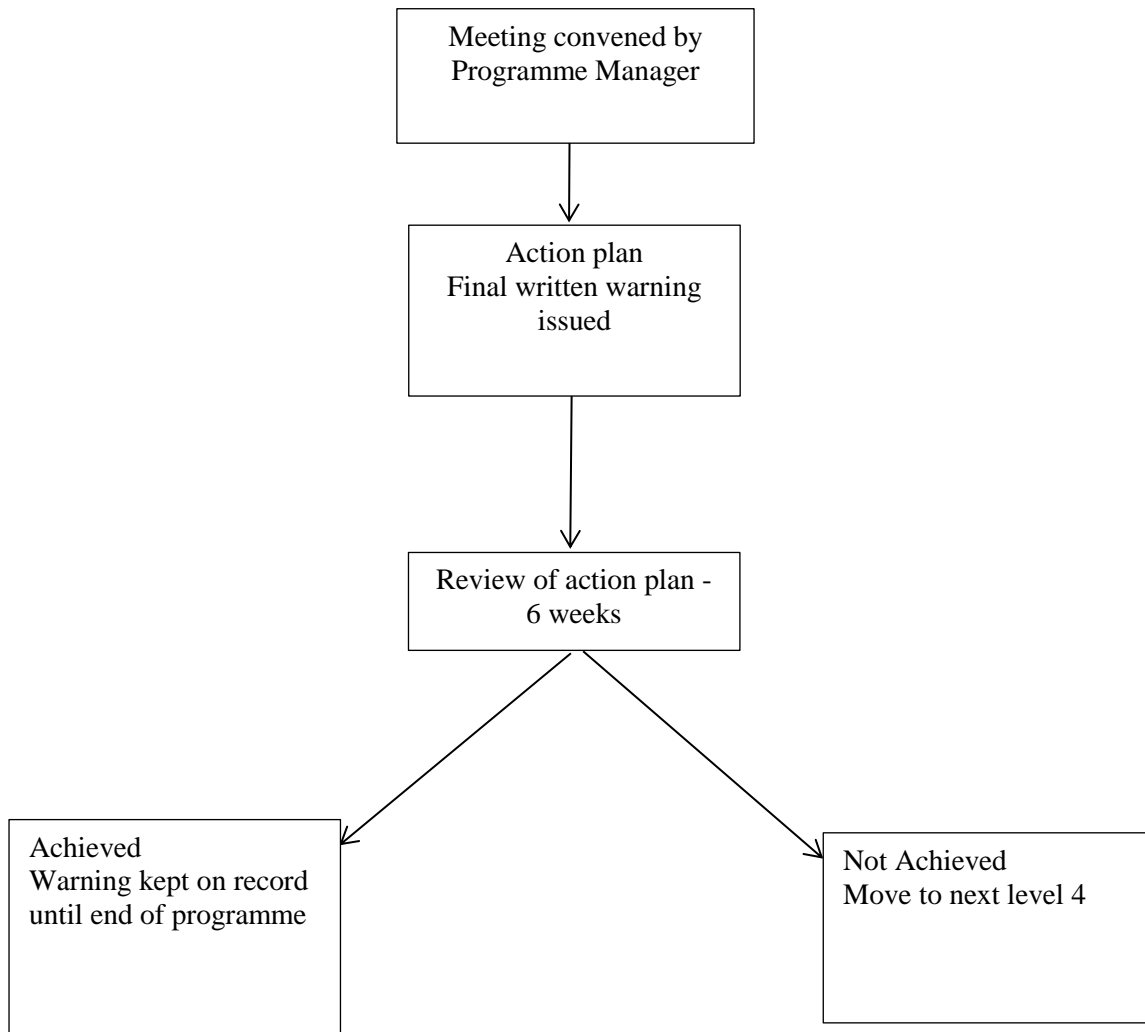 Meeting convened by
Programme Manager
Action plan
Final written warning
issued
Review of action plan -
6 weeks
Achieved
Warning kept on record
until end of programme
Not Achieved
Move to next level 4